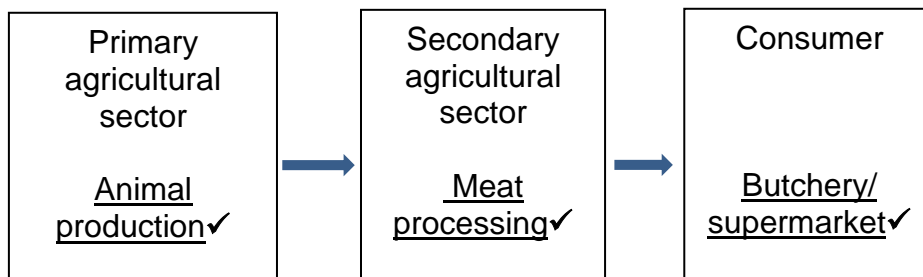 Primary
agricultural
sector
Animal
production✓
Secondary
agricultural
sector
Meat
processing✓
Consumer
Butchery/
supermarket✓